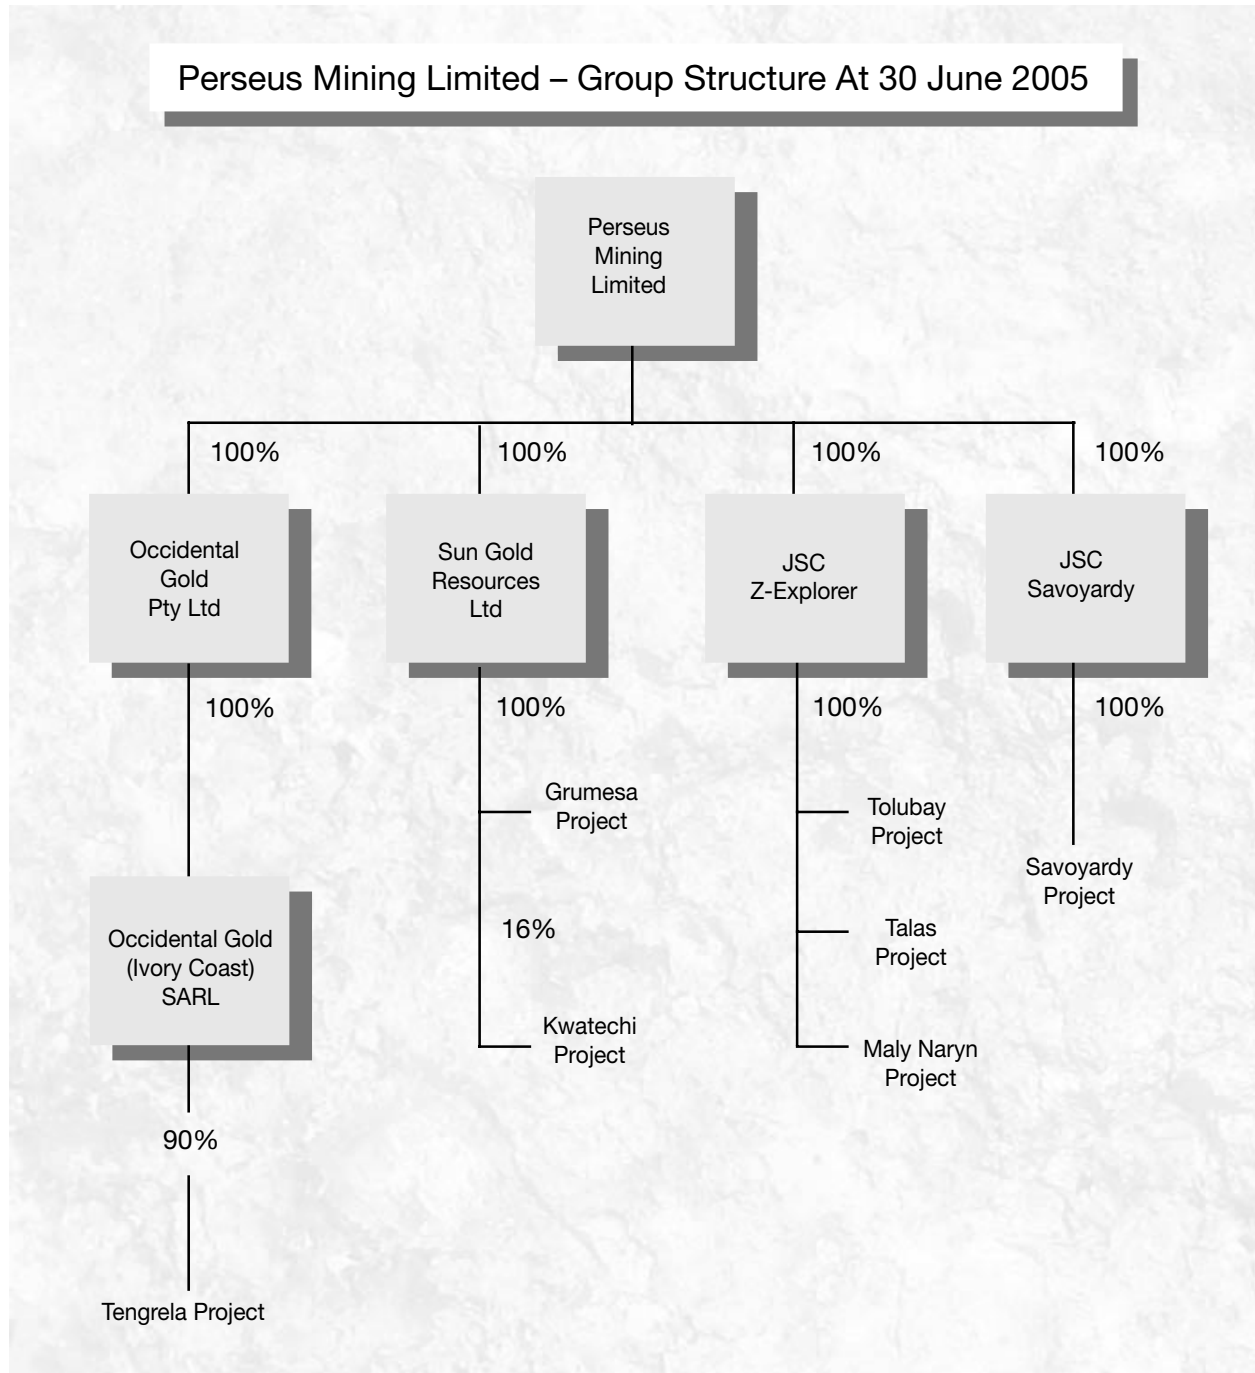 Perseus Mining Limited – Group Structure At 30 June 2005
Perseus
Mining
Limited
100%
100%
100%
100%
Occidental
Gold
Pty Ltd
Sun Gold
Resources
Ltd
JSC
Z-Explorer
JSC
Savoyardy
100%
100%
100%
100%
Grumesa
Project
Tolubay
Project
Savoyardy
Project
Occidental Gold
(Ivory Coast)
SARL
16%
Talas
Project
Kwatechi
Project
Maly Naryn
Project
90%
Tengrela Project